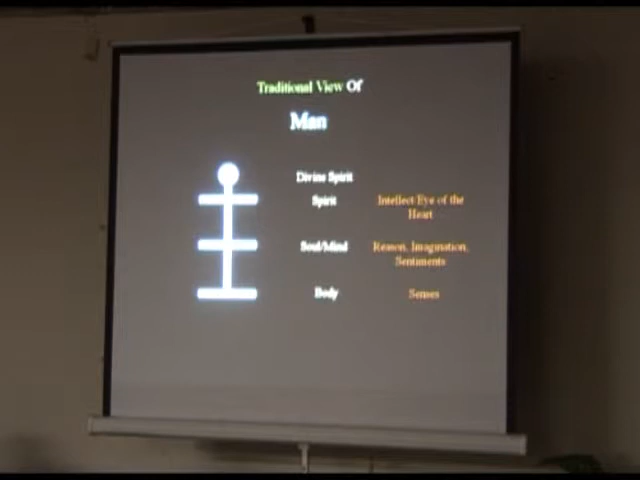 Traditional View Of
Man
Divine Spirit
Spirit
Intellect/Eye of the
Heart
Soul/Mind
Reason, Imagination,
Sentiments
Body
Senses